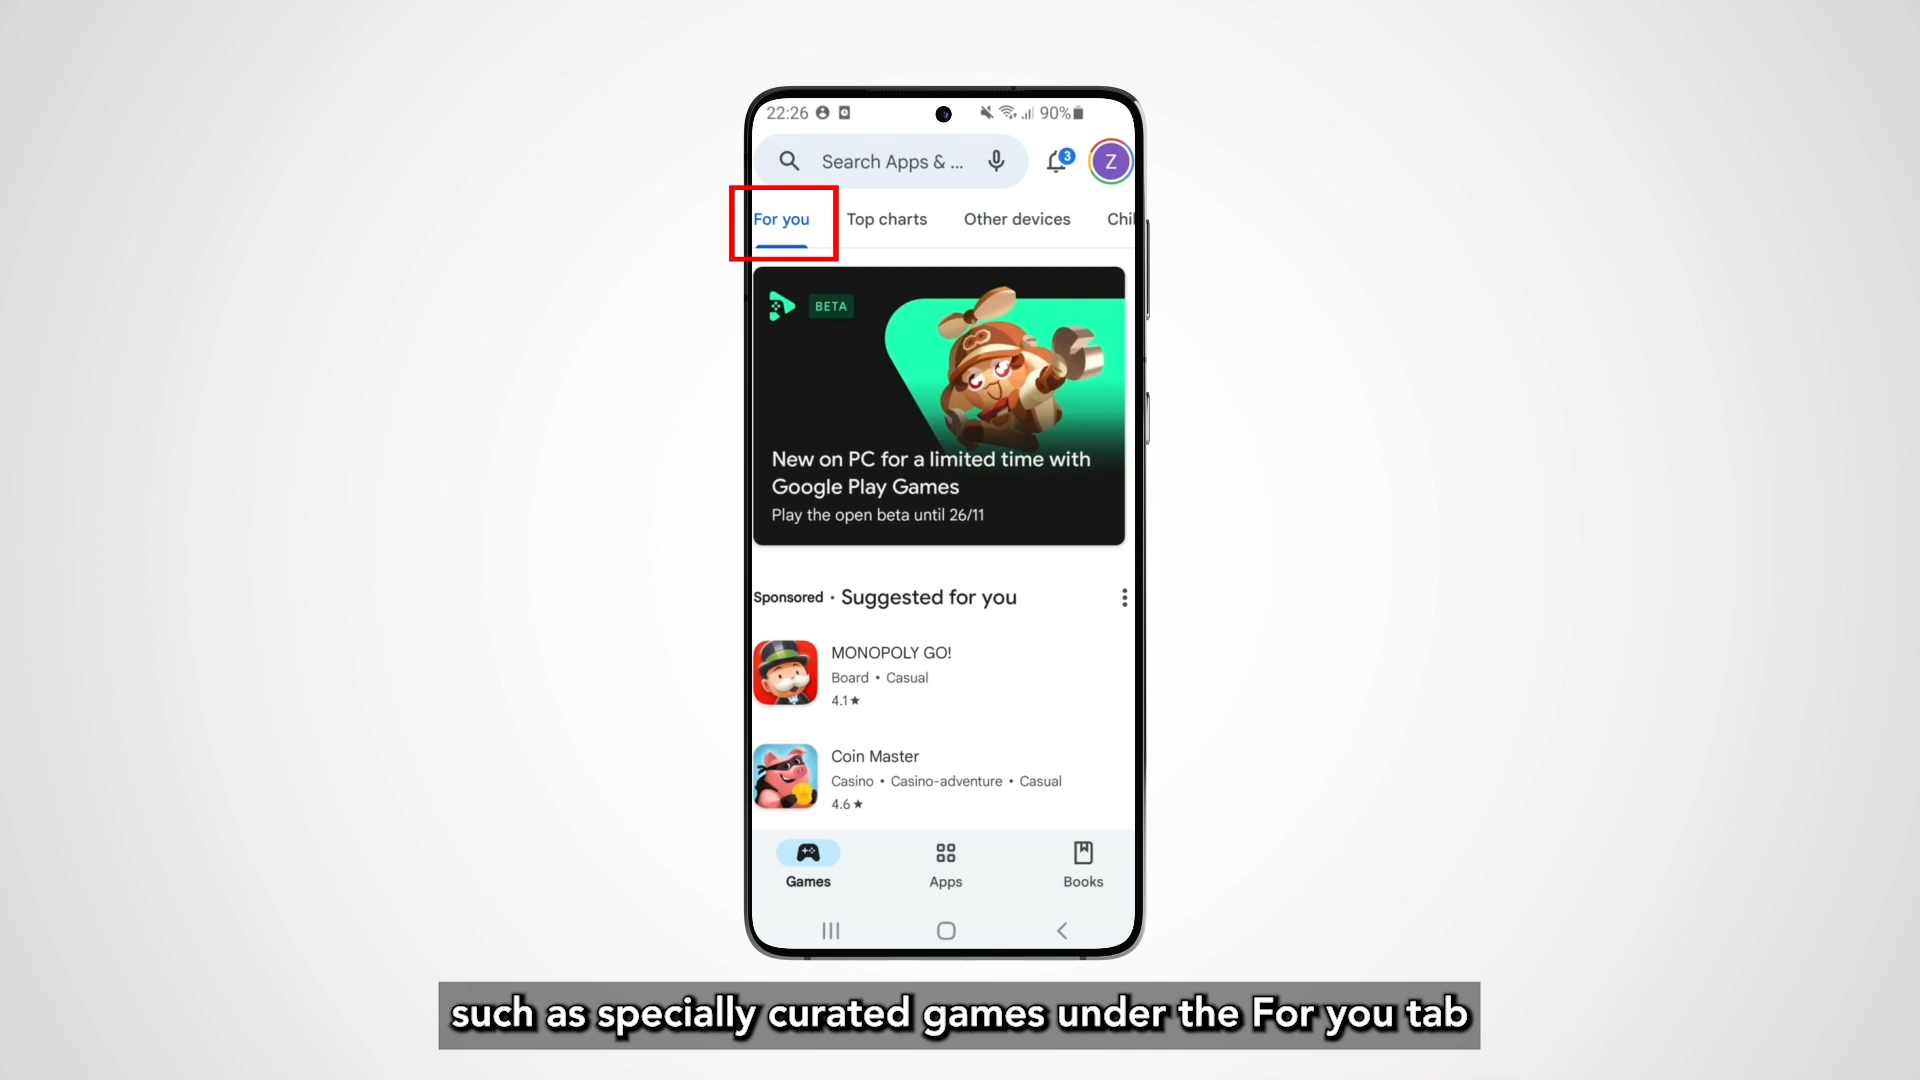 22:26
90%
Search Apps & ...
3
Z
For you
Top charts
Other devices
Chil
BETA
New on PC for a limited time with
Google Play Games
Play the open beta until 26/11
Sponsored • Suggested for you
MONOPOLY GO!
Board • Casual
4.1★
Coin Master
Casino • Casino-adventure • Casual
4.6★
Games
Apps
Books
such as specially curated games under the For you tab